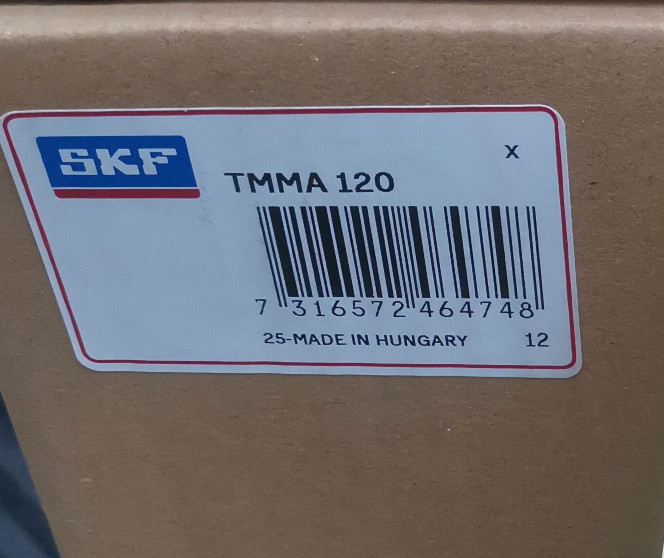 SKF
X
TMMA 120
7 316572 464748
25-MADE IN HUNGARY 12